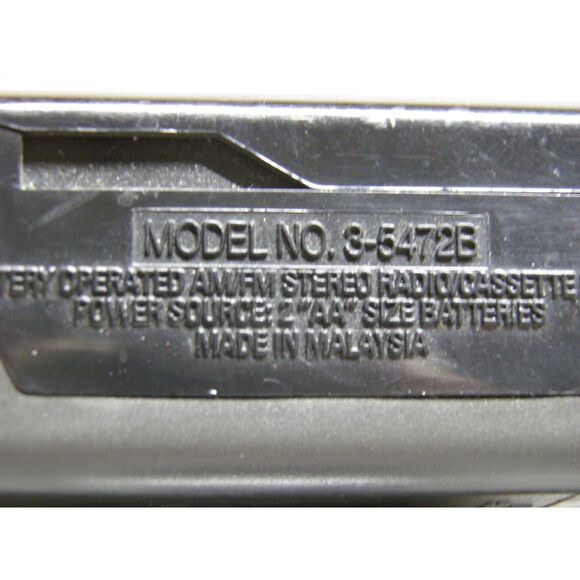 MODEL NO. 3-5472B
TERY OPERATED AM/FM STEREO RADIO/CASSETTE
POWER SOURCE: 2 "AA" SIZE BATTERIES
MADE IN MALAYSIA